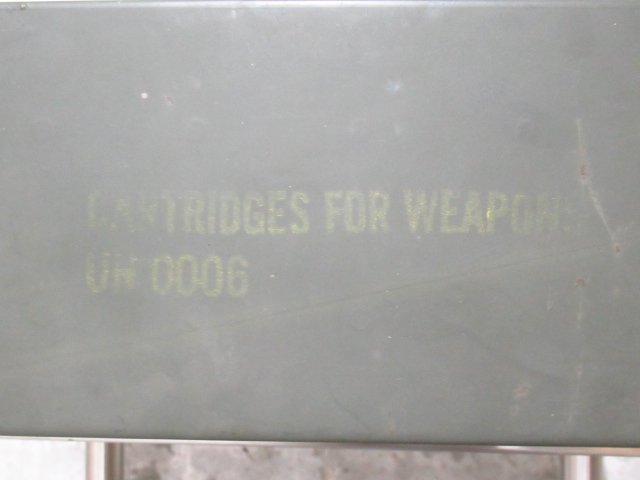 CARTRIDGES FOR WEAPONS
UN 0006